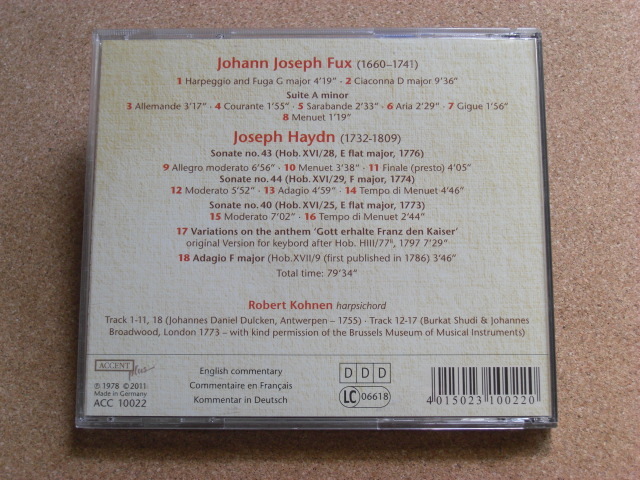 Johann Joseph Fux (1660–1741)
1 Harpeggio and Fuga G major 4'19" · 2 Ciaconna D major 9'36"
Suite A minor
3 Allemande 3'17" · 4 Courante 1'55" · 5 Sarabande 2'33" · 6 Aria 2'29" · 7 Gigue 1'56"
8 Menuet 1'19"
Joseph Haydn (1732-1809)
Sonate no. 43 (Hob. XVI/28, E flat major, 1776)
9 Allegro moderato 6'56" · 10 Menuet 3'38" · 11 Finale (presto) 4'05"
Sonate no. 44 (Hob. XVI/29, F major, 1774)
12 Moderato 5'52" · 13 Adagio 4'59" · 14 Tempo di Menuet 4'46"
Sonate no. 40 (Hob. XVI/25, E flat major, 1773)
15 Moderato 7'02" · 16 Tempo di Menuet 2'44"
17 Variations on the anthem 'Gott erhalte Franz den Kaiser'
original Version for keybord after Hob. HIII/77II, 1797 7'29"
18 Adagio F major (Hob.XVII/9 (first published in 1786) 3'46"
Total time: 79'34"
Robert Kohnen harpsichord
Track 1-11, 18 (Johannes Daniel Dulcken, Antwerpen – 1755) · Track 12-17 (Burkat Shudi & Johannes
Broadwood, London 1773 – with kind permission of the Brussels Museum of Musical Instruments)
ACCENT plus
℗ 1978 © 2011
Made in Germany
ACC 10022
English commentary
Commentaire en Français
Kommentar in Deutsch
D D D
LC 06618
4 015023 100220